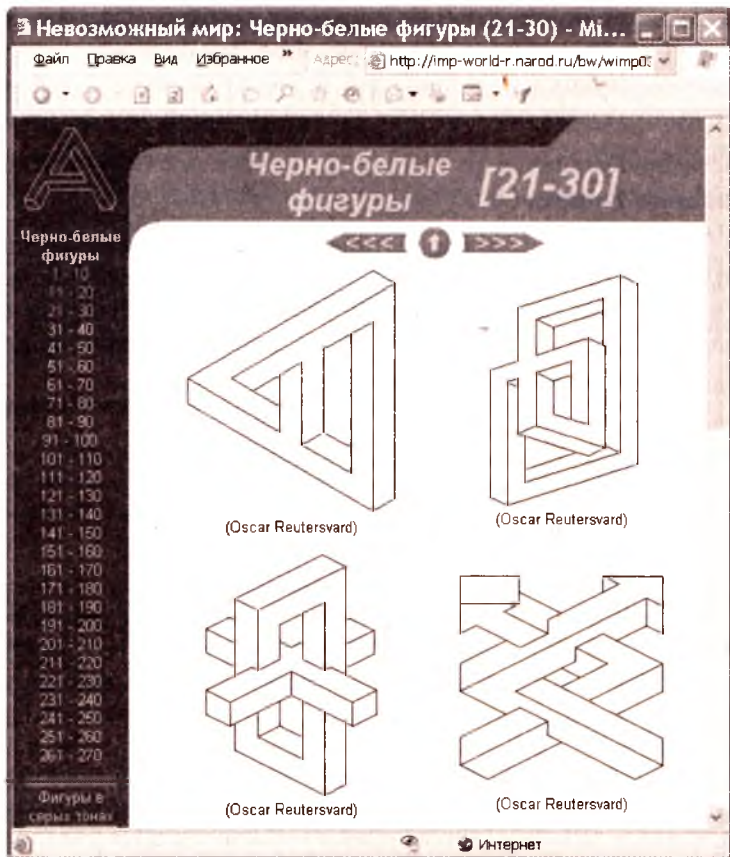 Невозможный мир: Черно-белые фигуры (21-30) - Mi...
Файл Правка Вид Избранное » Адрес: http://imp-world-r.narod.ru/bw/wimp03
Черно-белые
фигуры
[21-30]
<<< >>>
Черно-белые
фигуры
1 - 10
11 - 20
21 - 30
31 - 40
41 - 50
51 - 60
61 - 70
71 - 80
81 - 90
91 - 100
101 - 110
111 - 120
121 - 130
131 - 140
141 - 150
151 - 160
161 - 170
171 - 180
181 - 190
191 - 200
201 - 210
211 - 220
221 - 230
231 - 240
241 - 250
251 - 260
261 - 270
Фигуры в
серых тонах
(Oscar Reutersvard)
(Oscar Reutersvard)
(Oscar Reutersvard)
(Oscar Reutersvard)
Интернет